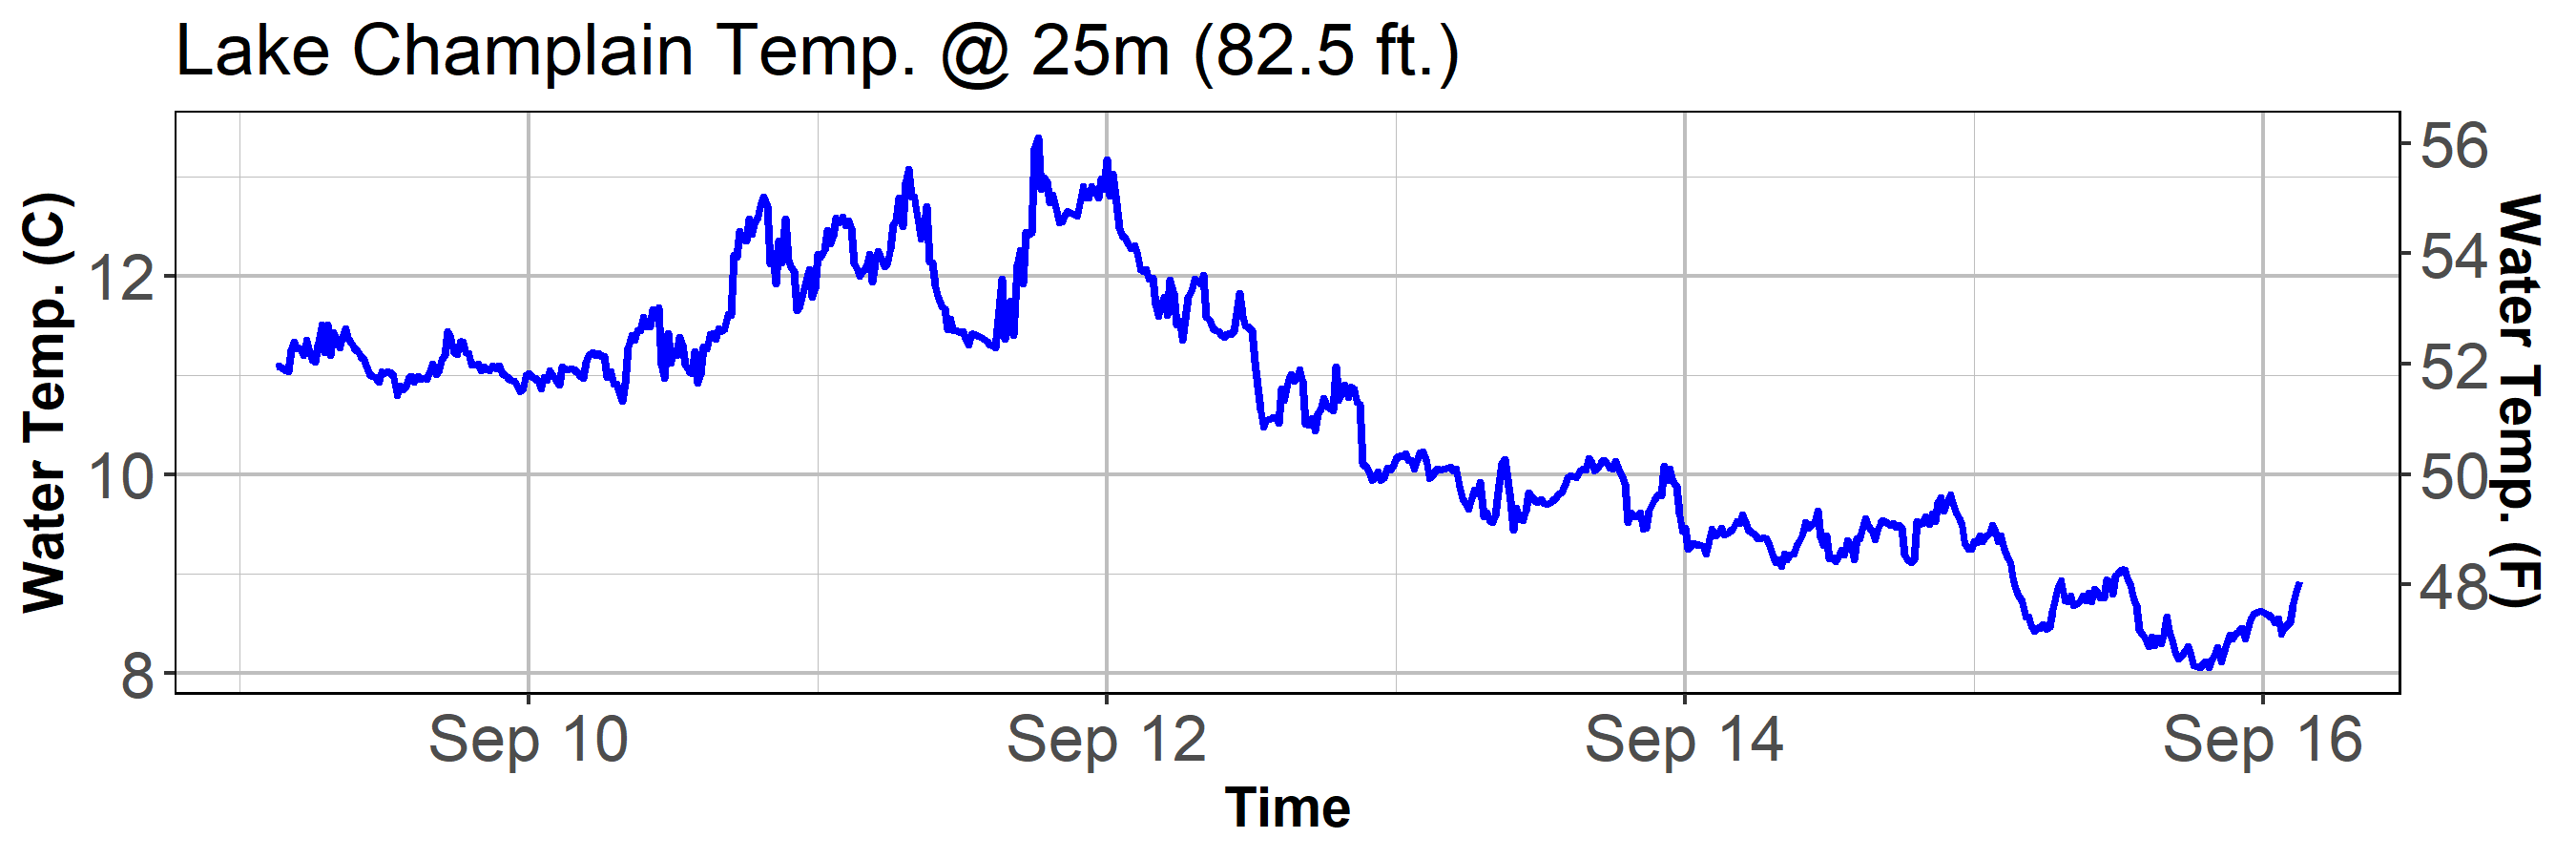 Lake Champlain Temp. @ 25m (82.5 ft.)
Water Temp. (C)
12
10
8
56
54
52
50
48
Water Temp. (F)
Sep 10
Sep 12
Sep 14
Sep 16
Time